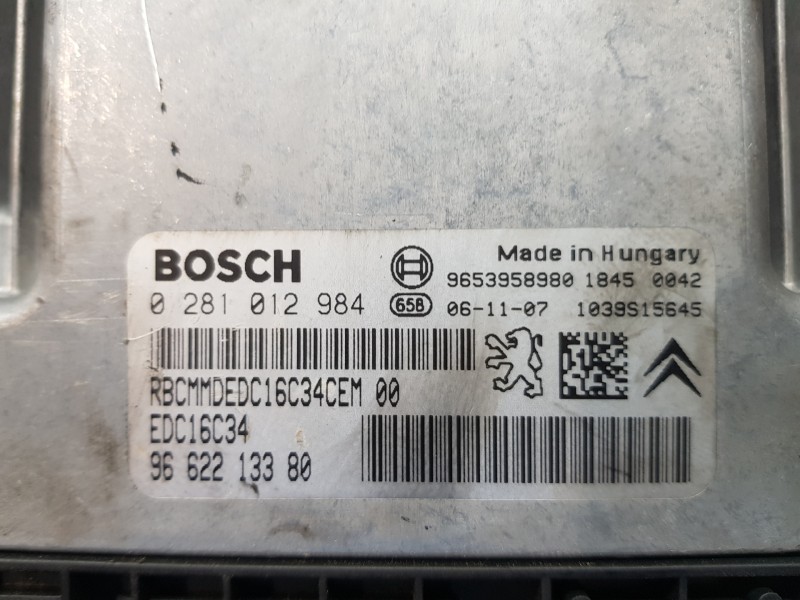 BOSCH
Made in Hungary
9653958980 1845 0042
0 281 012 984
65B
06-11-07 1039S15645
RBCMMDEDC16C34CEM 00
EDC16C34
96 622 133 80